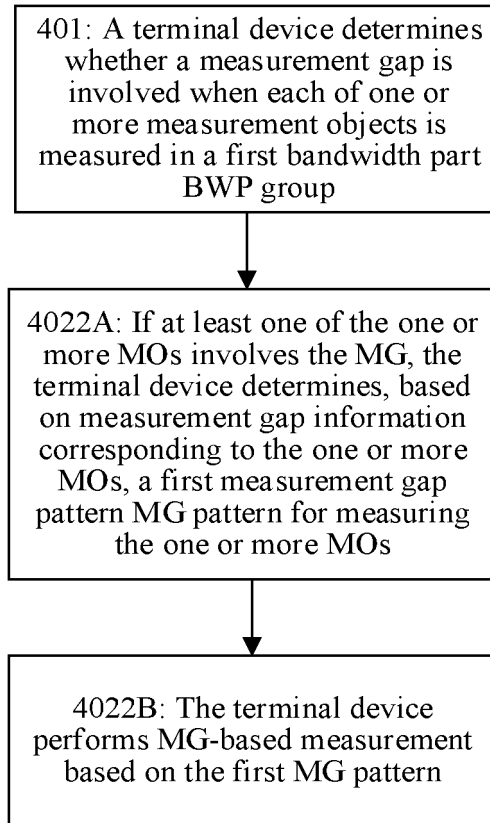 401: A terminal device determines
whether a measurement gap is
involved when each of one or
more measurement objects is
measured in a first bandwidth part
BWP group
4022A: If at least one of the one or
more MOs involves the MG, the
terminal device determines, based
on measurement gap information
corresponding to the one or more
MOs, a first measurement gap
pattern MG pattern for measuring
the one or more MOs
4022B: The terminal device
performs MG-based measurement
based on the first MG pattern